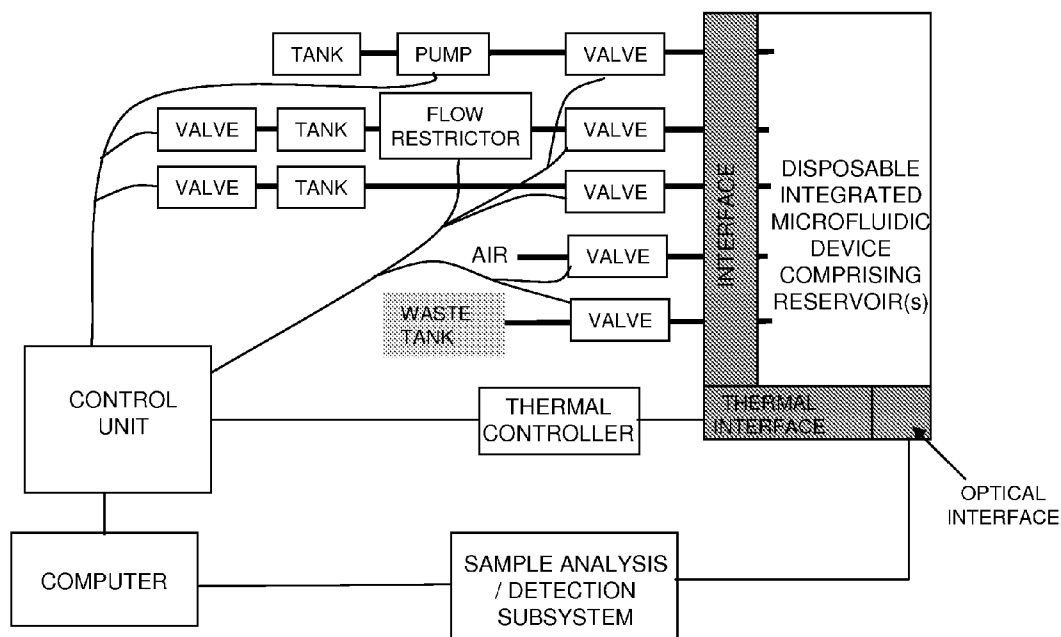 TANK
PUMP
VALVE
VALVE
TANK
FLOW
RESTRICTOR
VALVE
VALVE
TANK
VALVE
AIR
VALVE
WASTE
TANK
VALVE
INTERFACE
DISPOSABLE
INTEGRATED
MICROFLUIDIC
DEVICE
COMPRISING
RESERVOIR(s)
CONTROL
UNIT
THERMAL
CONTROLLER
THERMAL
INTERFACE
OPTICAL
INTERFACE
COMPUTER
SAMPLE ANALYSIS
/ DETECTION
SUBSYSTEM